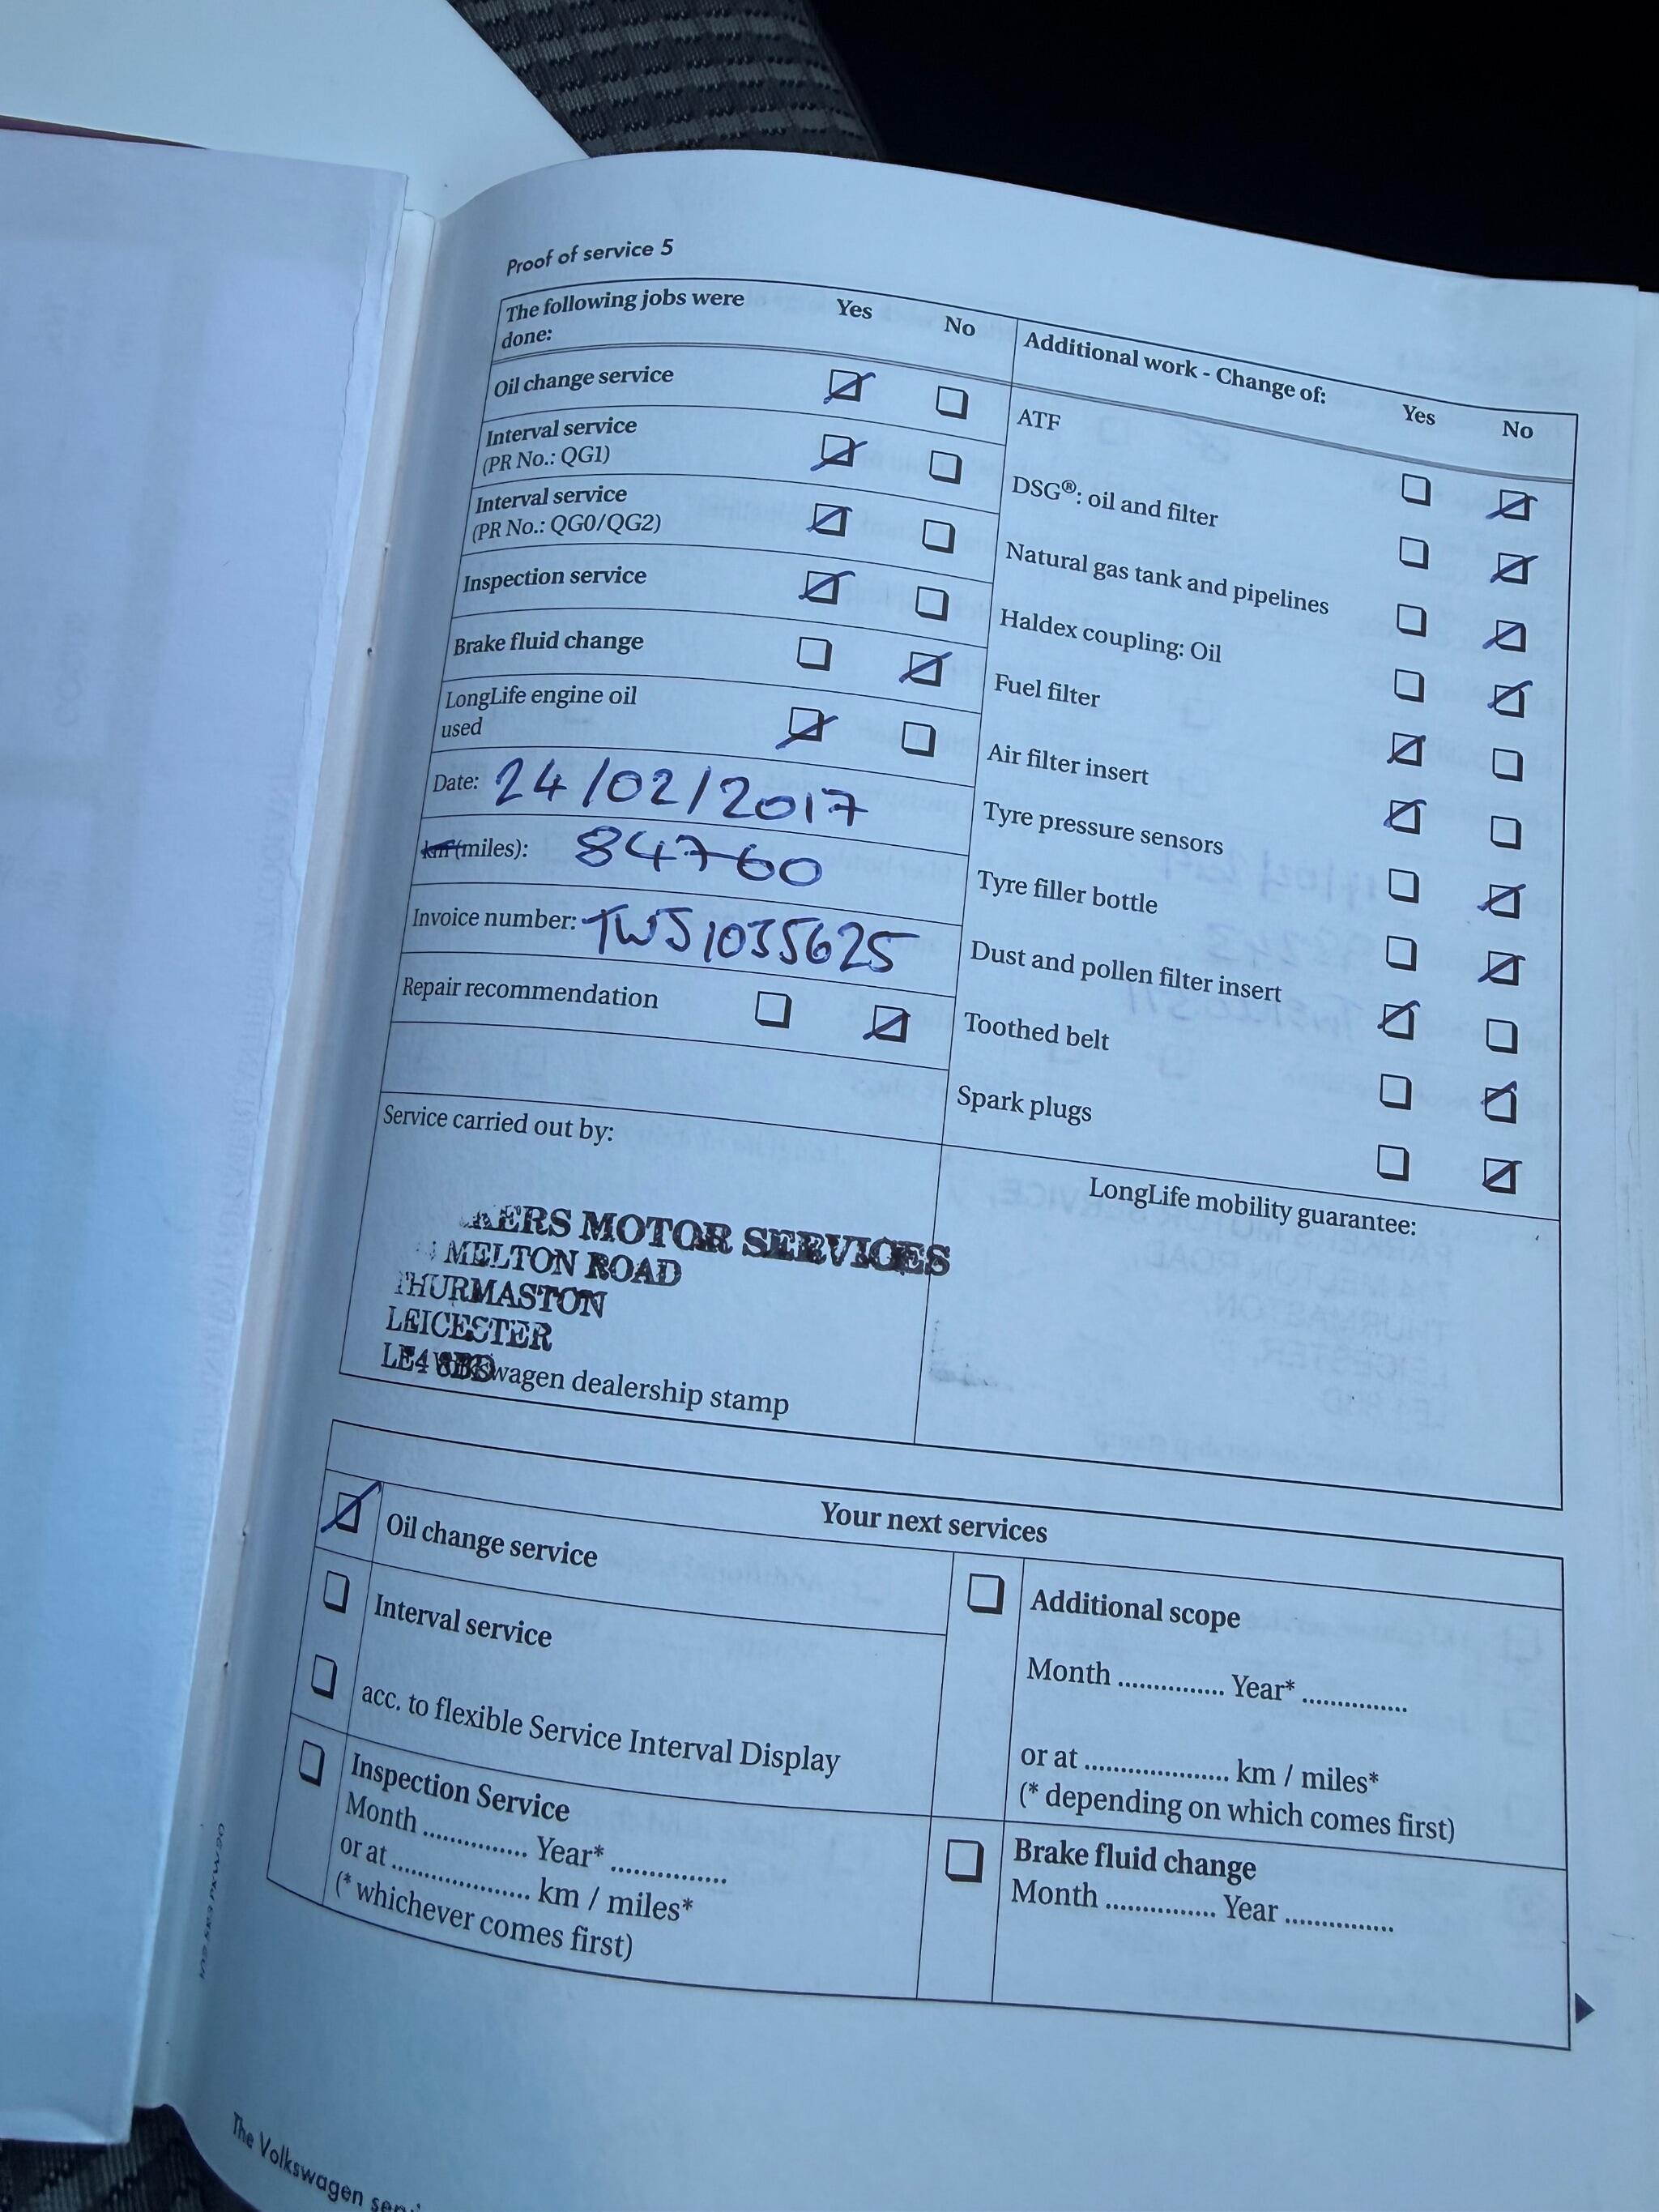 Proof of service 5
The following jobs were done: Yes No
Oil change service
Interval service
(PR No.: QG1)
Interval service
(PR No.: QG0/QG2)
Inspection service
Brake fluid change
LongLife engine oil
used
Date: 24/02/2017
km (miles): 84760
Invoice number: TWJ1035625
Repair recommendation
Service carried out by:
MOTOR SERVICES
MELTON ROAD
THURMASTON
LEICESTER
LE4 8BD
dealership stamp
Additional work - Change of: Yes No
ATF
DSG®: oil and filter
Natural gas tank and pipelines
Haldex coupling: Oil
Fuel filter
Air filter insert
Tyre pressure sensors
Tyre filler bottle
Dust and pollen filter insert
Toothed belt
Spark plugs
LongLife mobility guarantee:
Your next services
Oil change service
Interval service
acc. to flexible Service Interval Display
Inspection Service
Month ............... Year* ...............
or at .................... km / miles*
(* whichever comes first)
Additional scope
Month ............... Year* ...............
or at .................... km / miles*
(* depending on which comes first)
Brake fluid change
Month ............... Year ...............
The Volkswagen